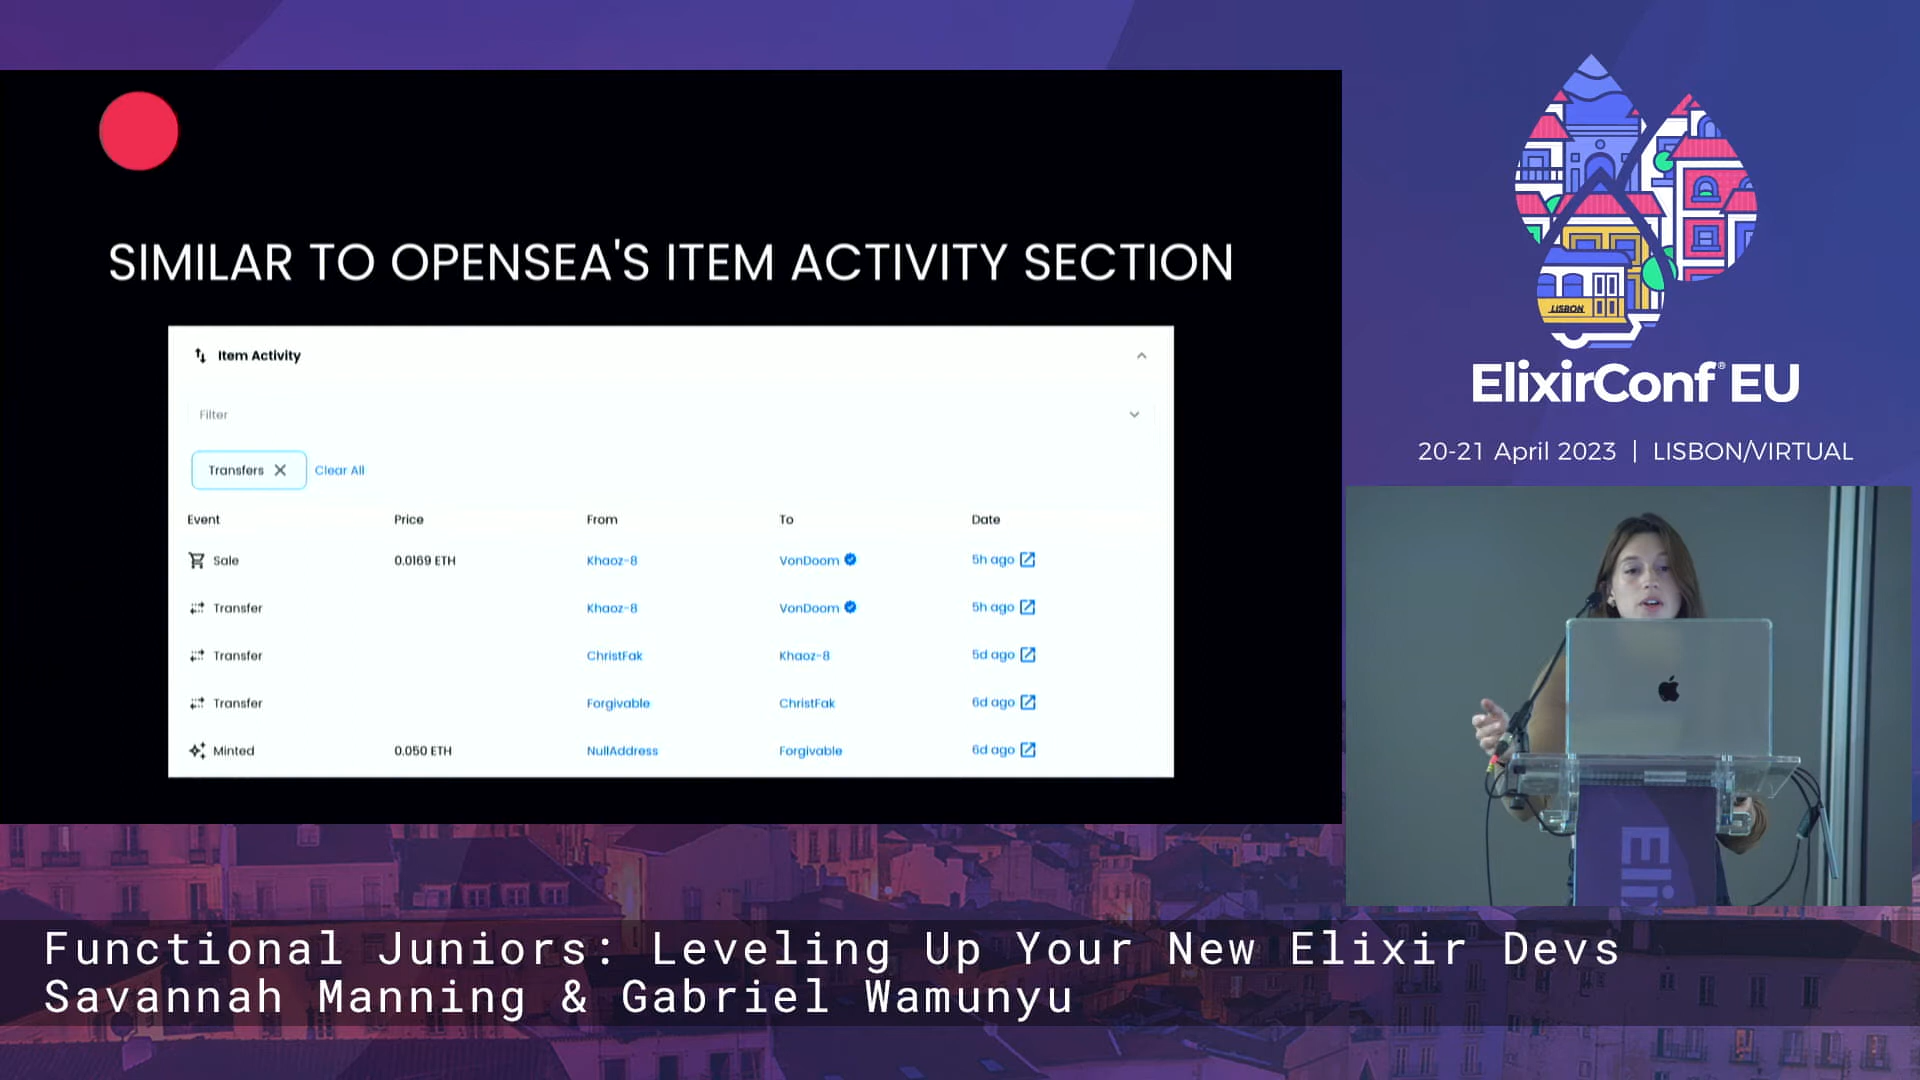 SIMILAR TO OPENSEA'S ITEM ACTIVITY SECTION
Item Activity
Filter
Transfers Clear All
Event Price From To Date
Sale 0.0169 ETH Khaoz-8 VonDoom 5h ago
Transfer Khaoz-8 VonDoom 5h ago
Transfer ChristFak Khaoz-8 5d ago
Transfer Forgivable ChristFak 6d ago
Minted 0.050 ETH NullAddress Forgivable 6d ago
LISBON
ElixirConf® EU
20-21 April 2023 | LISBON/VIRTUAL
Elix
Functional Juniors: Leveling Up Your New Elixir Devs
Savannah Manning & Gabriel Wamunyu